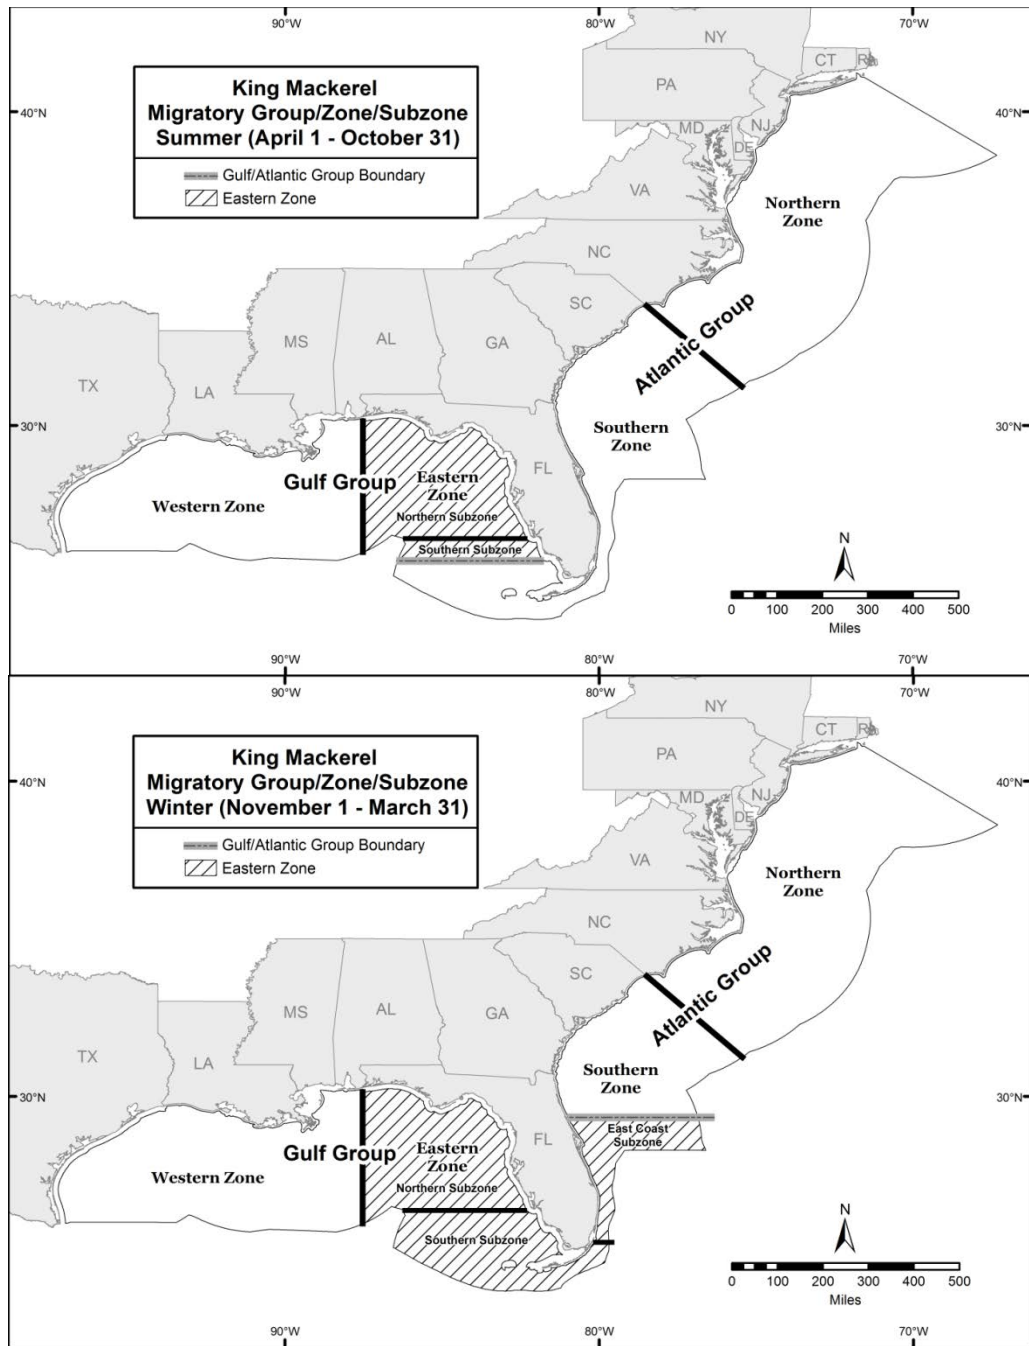 90°W 80°W 70°W
NY
CT RI
King Mackerel
Migratory Group/Zone/Subzone
Summer (April 1 - October 31)
Gulf/Atlantic Group Boundary
Eastern Zone
PA
40°N 40°N
MD NJ
DE
VA
Northern
Zone
NC
SC
Atlantic Group
MS AL GA
TX LA
30°N 30°N
Southern
Zone
FL
Gulf Group
Eastern
Zone
Western Zone
Northern Subzone
Southern Subzone
N
0 100 200 300 400 500
Miles
90°W 80°W 70°W
90°W 80°W 70°W
NY
CT
King Mackerel
Migratory Group/Zone/Subzone
Winter (November 1 - March 31)
Gulf/Atlantic Group Boundary
Eastern Zone
PA
40°N 40°N
MD NJ
DE
VA
Northern
Zone
NC
SC
Atlantic Group
MS AL GA
TX LA
Southern
Zone
30°N 30°N
East Coast
Subzone
FL
Gulf Group
Eastern
Zone
Western Zone
Northern Subzone
Southern Subzone
N
0 100 200 300 400 500
Miles
90°W 80°W 70°W